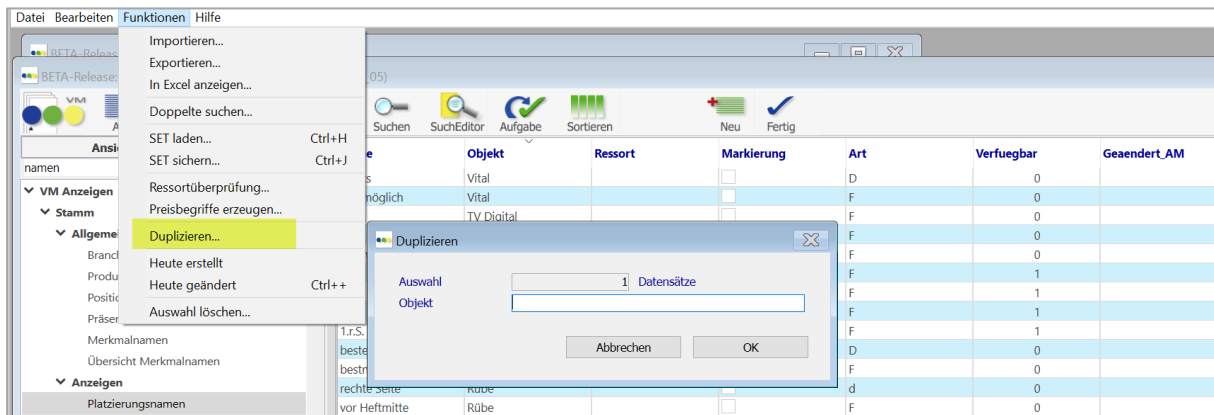 Datei Bearbeiten Funktionen Hilfe
Importieren...
Exportieren...
In Excel anzeigen...
Doppelte suchen...
SET laden... Ctrl+H
SET sichern... Ctrl+J
Ressortüberprüfung...
Preisbegriffe erzeugen...
Duplizieren...
Heute erstellt
Heute geändert Ctrl++
Auswahl löschen...
BETA-Releas
BETA-Release: _05)
VM
Suchen SuchEditor Aufgabe Sortieren Neu Fertig
Ansi
namen
VM Anzeigen
Stamm
Allgemei
Branc
Produ
Positio
Präser
Merkmalnamen
Übersicht Merkmalnamen
Anzeigen
Platzierungsnamen
e Objekt Ressort Markierung Art Verfuegbar Geaendert_AM
s Vital D 0
möglich Vital F 0
TV Digital F 0
F 0
F 0
F 1
F 1
F 1
1.r.S. F 1
beste D 0
bestn F 0
rechte Seite Rübe d 0
vor Heftmitte Rübe F 0
Duplizieren
Auswahl 1 Datensätze
Objekt
Abbrechen OK